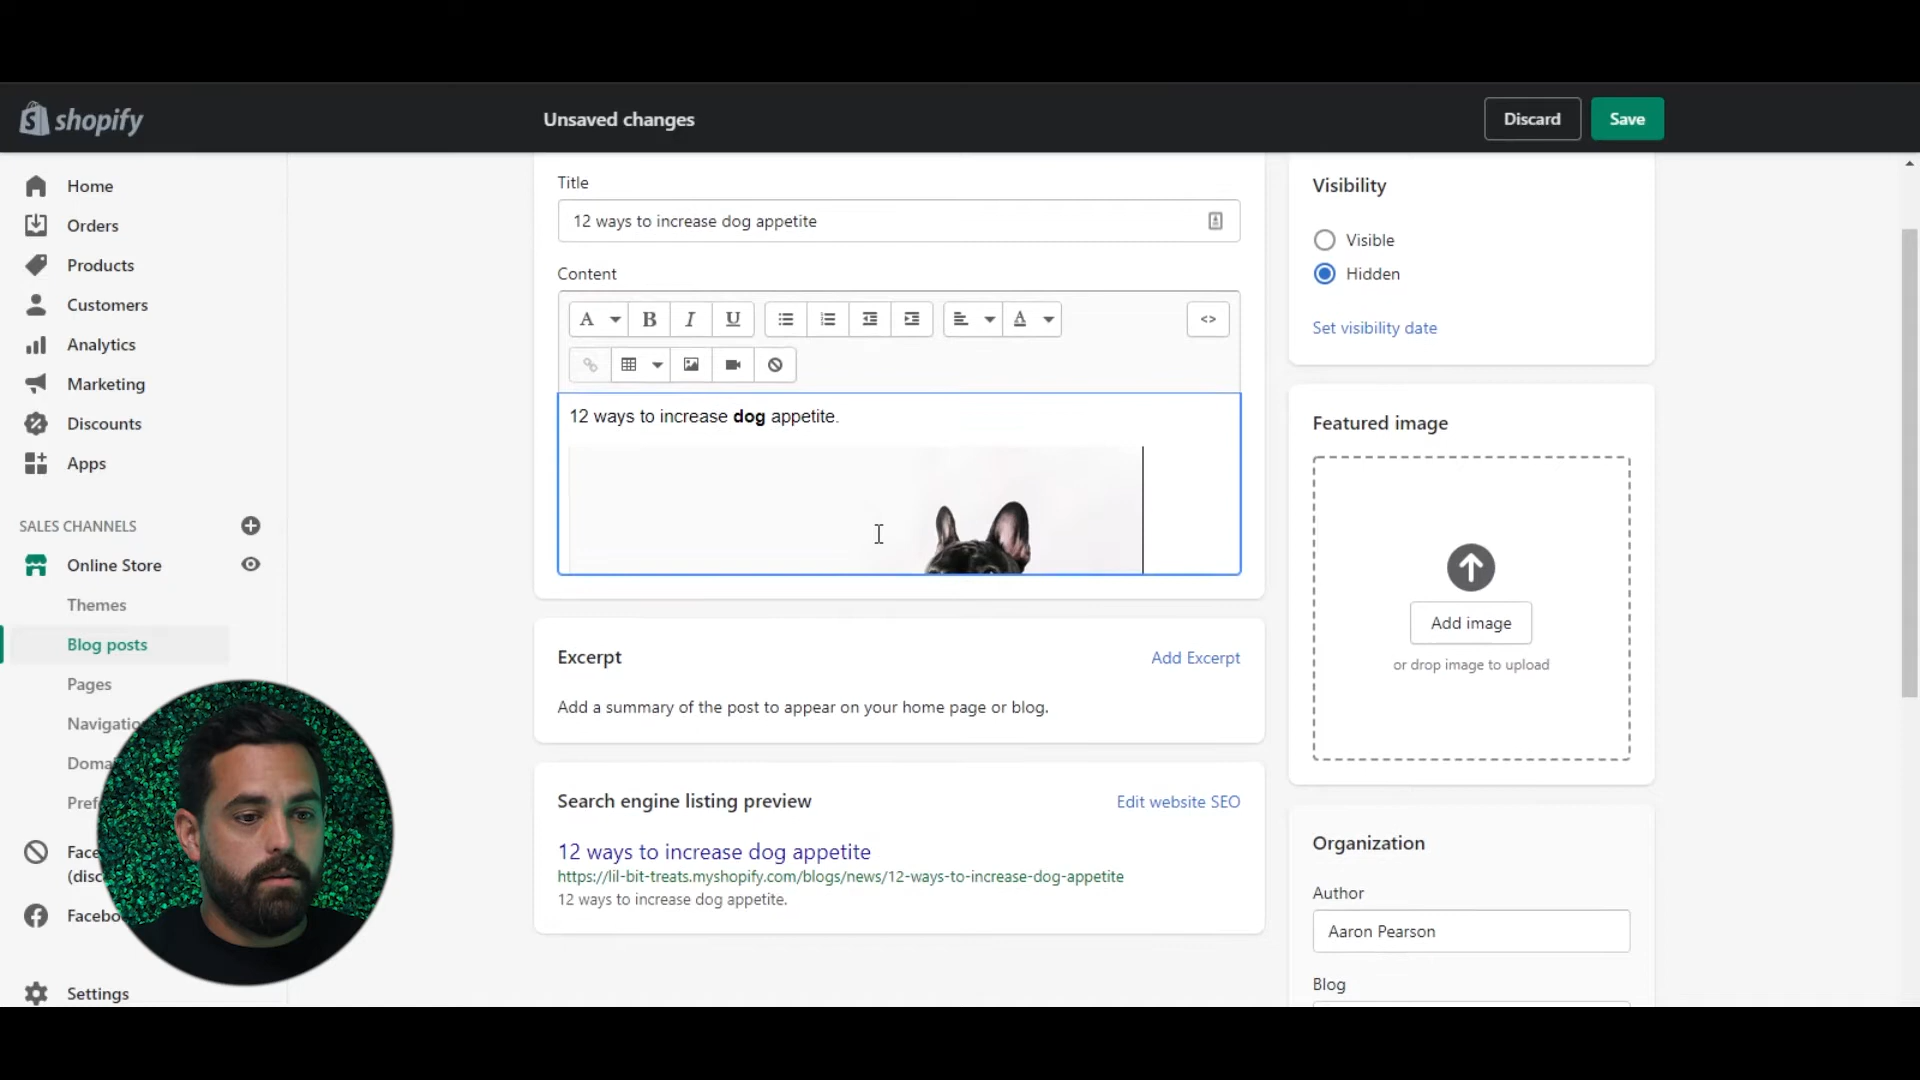 shopify
Unsaved changes
Discard
Save
Home
Orders
Products
Customers
Analytics
Marketing
Discounts
Apps
SALES CHANNELS
Online Store
Themes
Blog posts
Pages
Navigatio
Doma
Pref
Face
(disc
Facebo
Settings
Title
12 ways to increase dog appetite
Content
A
B
I
U
A
<>
12 ways to increase dog appetite.
Excerpt
Add Excerpt
Add a summary of the post to appear on your home page or blog.
Search engine listing preview
Edit website SEO
12 ways to increase dog appetite
https://lil-bit-treats.myshopify.com/blogs/news/12-ways-to-increase-dog-appetite
12 ways to increase dog appetite.
Visibility
Visible
Hidden
Set visibility date
Featured image
Add image
or drop image to upload
Organization
Author
Aaron Pearson
Blog